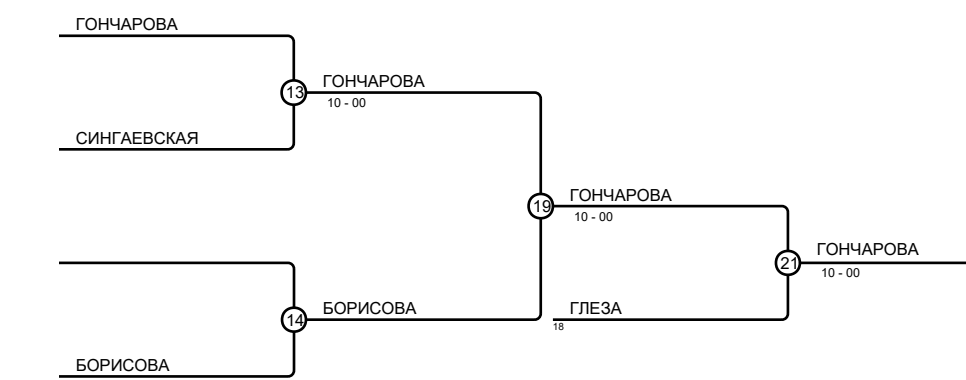 ГОНЧАРОВА
13
ГОНЧАРОВА
10 - 00
СИНГАЕВСКАЯ
19
ГОНЧАРОВА
10 - 00
21
ГОНЧАРОВА
10 - 00
14
БОРИСОВА
ГЛЕЗА
18
БОРИСОВА